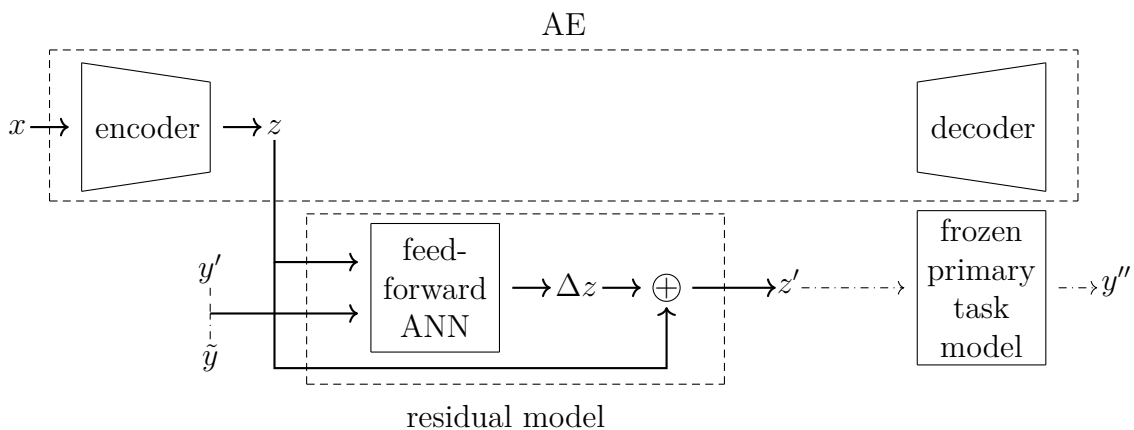 AE
x
encoder
z
decoder
y′
ỹ
feed-
forward
ANN
Δz
⊕
z′
frozen
primary
task
model
y″
residual model